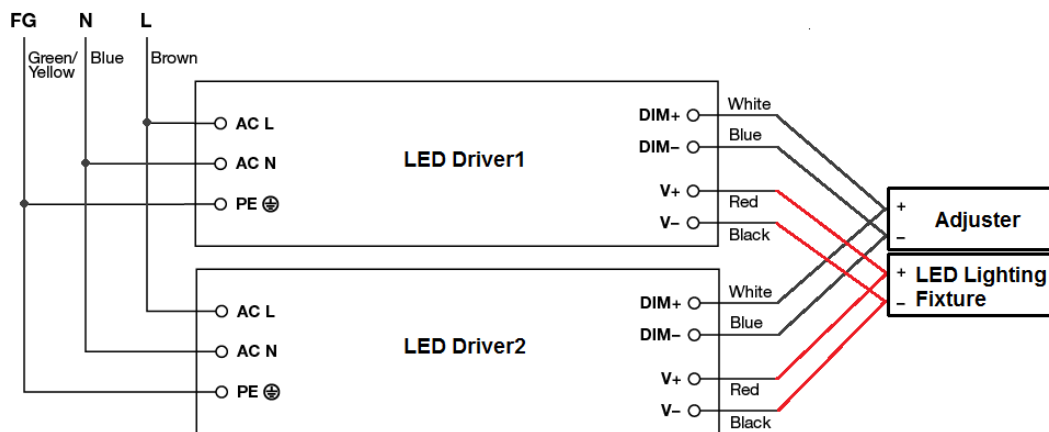 FG N L
Green/
Yellow
Blue
Brown
AC L
AC N
PE
LED Driver1
DIM+
DIM−
V+
V−
White
Blue
Red
Black
+
−
Adjuster
+
−
LED Lighting
Fixture
AC L
AC N
PE
LED Driver2
DIM+
DIM−
V+
V−
White
Blue
Red
Black